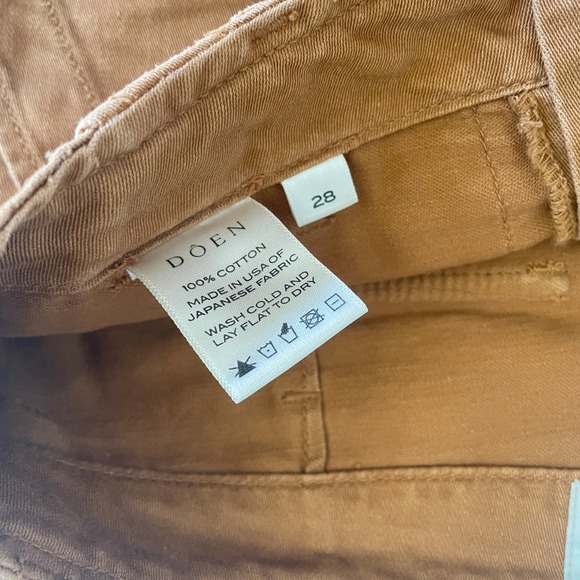 28
DÔEN
100% COTTON
MADE IN USA OF
JAPANESE FABRIC
WASH COLD AND
LAY FLAT TO DRY